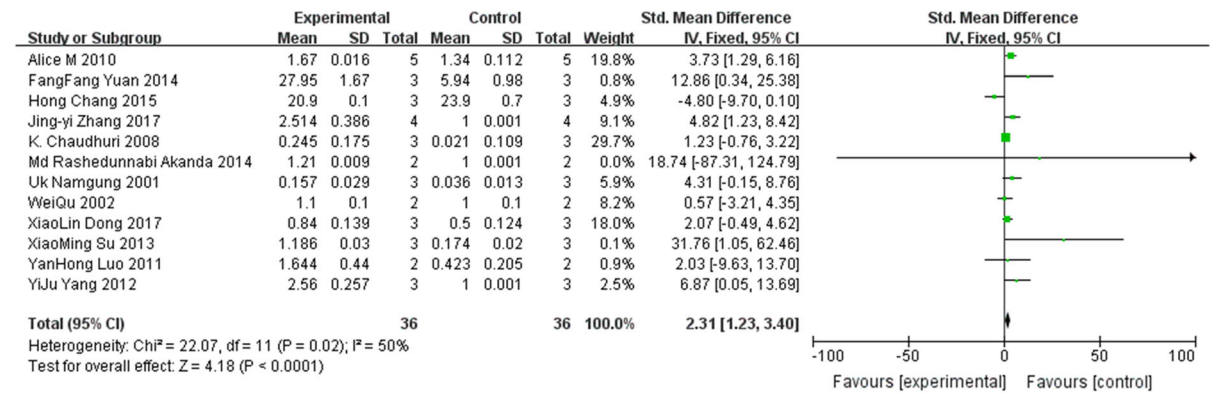 Experimental Control Std. Mean Difference Std. Mean Difference
Study or Subgroup Mean SD Total Mean SD Total Weight IV, Fixed, 95% CI IV, Fixed, 95% CI
Alice M 2010 1.67 0.016 5 1.34 0.112 5 19.8% 3.73 [1.29, 6.16]
FangFang Yuan 2014 27.95 1.67 3 5.94 0.98 3 0.8% 12.86 [0.34, 25.38]
Hong Chang 2015 20.9 0.1 3 23.9 0.7 3 4.9% -4.80 [-9.70, 0.10]
Jing-yi Zhang 2017 2.514 0.386 4 1 0.001 4 9.1% 4.82 [1.23, 8.42]
K. Chaudhuri 2008 0.245 0.175 3 0.021 0.109 3 29.7% 1.23 [-0.76, 3.22]
Md Rashedunnabi Akanda 2014 1.21 0.009 2 1 0.001 2 0.0% 18.74 [-87.31, 124.79]
Uk Namgung 2001 0.157 0.029 3 0.036 0.013 3 5.9% 4.31 [-0.15, 8.76]
WeiQu 2002 1.1 0.1 2 1 0.1 2 8.2% 0.57 [-3.21, 4.35]
XiaoLin Dong 2017 0.84 0.139 3 0.5 0.124 3 18.0% 2.07 [-0.49, 4.62]
XiaoMing Su 2013 1.186 0.03 3 0.174 0.02 3 0.1% 31.76 [1.05, 62.46]
YanHong Luo 2011 1.644 0.44 2 0.423 0.205 2 0.9% 2.03 [-9.63, 13.70]
YiJu Yang 2012 2.56 0.257 3 1 0.001 3 2.5% 6.87 [0.05, 13.69]
Total (95% CI) 36 36 100.0% 2.31 [1.23, 3.40]
Heterogeneity: Chi² = 22.07, df = 11 (P = 0.02); I² = 50%
Test for overall effect: Z = 4.18 (P < 0.0001)
-100 -50 0 50 100
Favours [experimental] Favours [control]